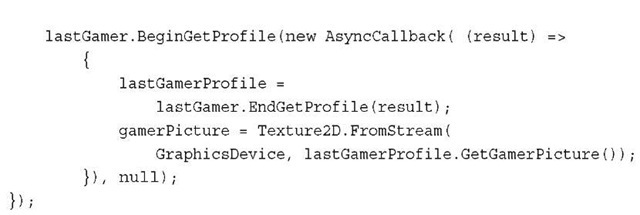 lastGamer.BeginGetProfile(new AsyncCallback( (result) =>
{
lastGamerProfile =
lastGamer.EndGetProfile(result);
gamerPicture = Texture2D.FromStream(
GraphicsDevice, lastGamerProfile.GetGamerPicture());
}), null);
});